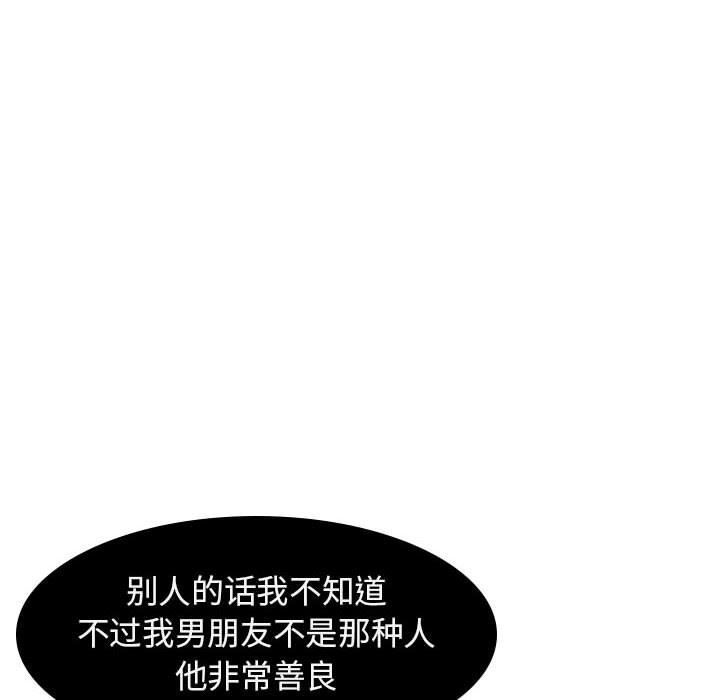 别人的话我不知道
不过我男朋友不是那种人
他非常善良